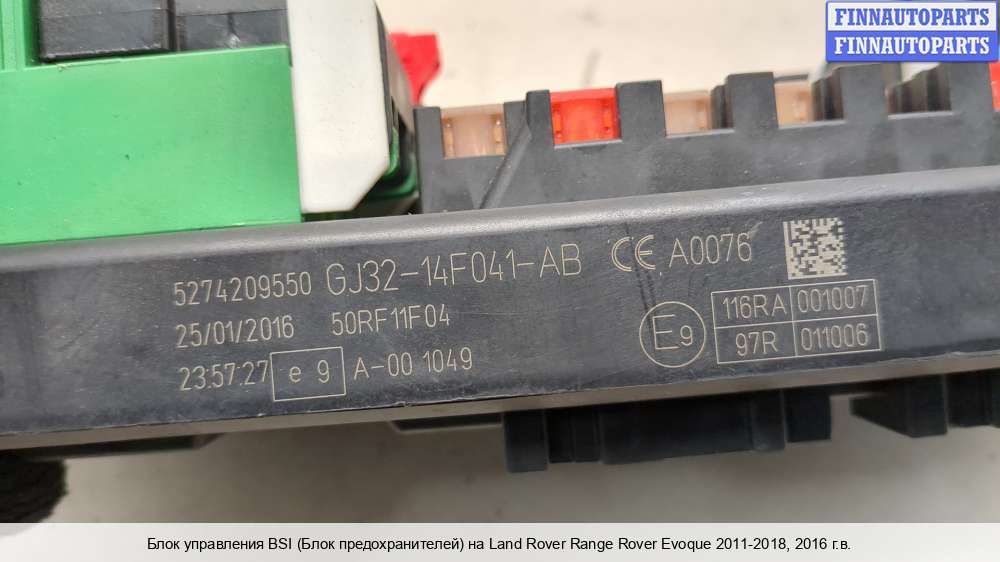 FINNAUTOPARTS
FINNAUTOPARTS
5274209550 GJ32-14F041-AB CE A0076
25/01/2016 50RF11F04
23:57:27 e 9 A-00 1049
E9
116RA 001007
97R 011006
Блок управления BSI (Блок предохранителей) на Land Rover Range Rover Evoque 2011-2018, 2016 г.в.